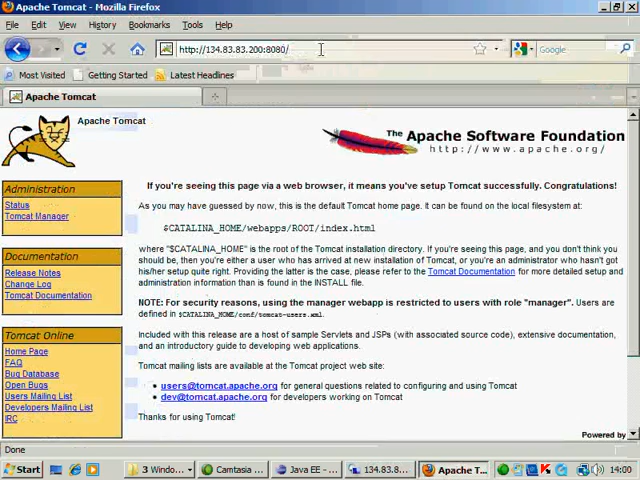 Apache Tomcat - Mozilla Firefox
File Edit View History Bookmarks Tools Help
http://134.83.83.200:8080/
Google
Most Visited Getting Started Latest Headlines
Apache Tomcat
Apache Tomcat
The Apache Software Foundation
http://www.apache.org/
Administration
Status
Tomcat Manager
Documentation
Release Notes
Change Log
Tomcat Documentation
Tomcat Online
Home Page
FAQ
Bug Database
Open Bugs
Users Mailing List
Developers Mailing List
IRC
If you're seeing this page via a web browser, it means you've setup Tomcat successfully. Congratulations!
As you may have guessed by now, this is the default Tomcat home page. It can be found on the local filesystem at:
$CATALINA_HOME/webapps/ROOT/index.html
where "$CATALINA_HOME" is the root of the Tomcat installation directory. If you're seeing this page, and you don't think you
should be, then you're either a user who has arrived at new installation of Tomcat, or you're an administrator who hasn't got
his/her setup quite right. Providing the latter is the case, please refer to the Tomcat Documentation for more detailed setup and
administration information than is found in the INSTALL file.
NOTE: For security reasons, using the manager webapp is restricted to users with role "manager". Users are
defined in $CATALINA_HOME/conf/tomcat-users.xml.
Included with this release are a host of sample Servlets and JSPs (with associated source code), extensive documentation,
and an introductory guide to developing web applications.
Tomcat mailing lists are available at the Tomcat project web site:
users@tomcat.apache.org for general questions related to configuring and using Tomcat
dev@tomcat.apache.org for developers working on Tomcat
Thanks for using Tomcat!
Powered by
Done
Start 3 Windo... Camtasia ... Java EE - ... 134.83.8... Apache T... 14:00